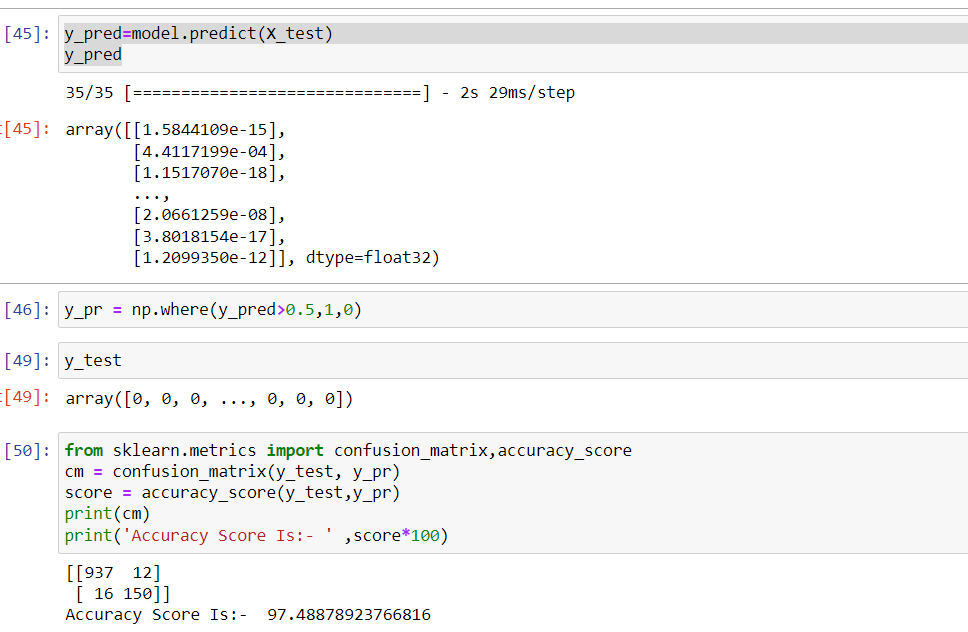 [45]: y_pred=model.predict(X_test)
y_pred
35/35 [==============================] - 2s 29ms/step
t[45]: array([[1.5844109e-15],
[4.4117199e-04],
[1.1517070e-18],
...,
[2.0661259e-08],
[3.8018154e-17],
[1.2099350e-12]], dtype=float32)
[46]: y_pr = np.where(y_pred>0.5,1,0)
[49]: y_test
t[49]: array([0, 0, 0, ..., 0, 0, 0])
[50]: from sklearn.metrics import confusion_matrix,accuracy_score
cm = confusion_matrix(y_test, y_pr)
score = accuracy_score(y_test,y_pr)
print(cm)
print('Accuracy Score Is:- ' ,score*100)
[[937  12]
[ 16 150]]
Accuracy Score Is:-  97.48878923766816